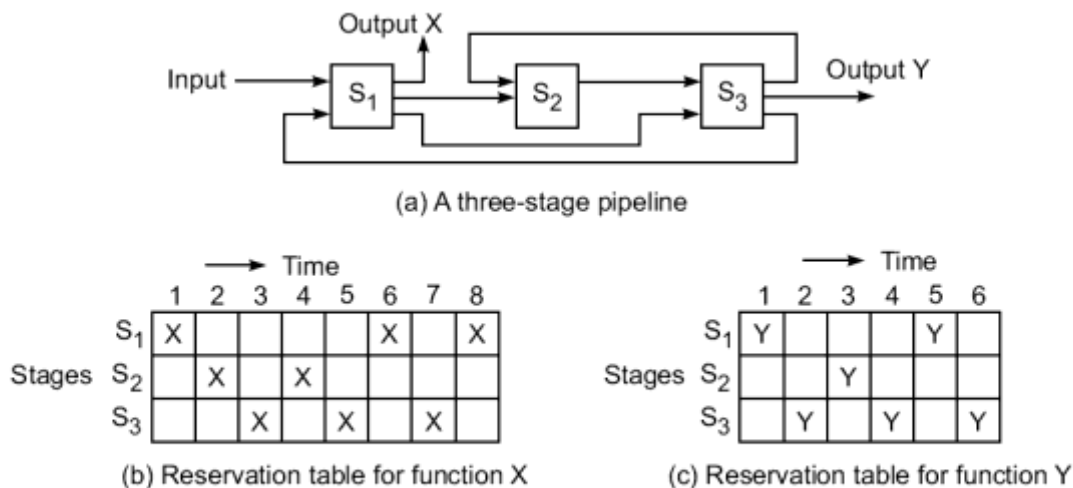 Output X
Input
S1
S2
S3
Output Y
(a) A three-stage pipeline
Time
1 2 3 4 5 6 7 8
S1 X X X
Stages S2 X X
S3 X X X
(b) Reservation table for function X
Time
1 2 3 4 5 6
S1 Y Y
Stages S2 Y
S3 Y Y Y
(c) Reservation table for function Y